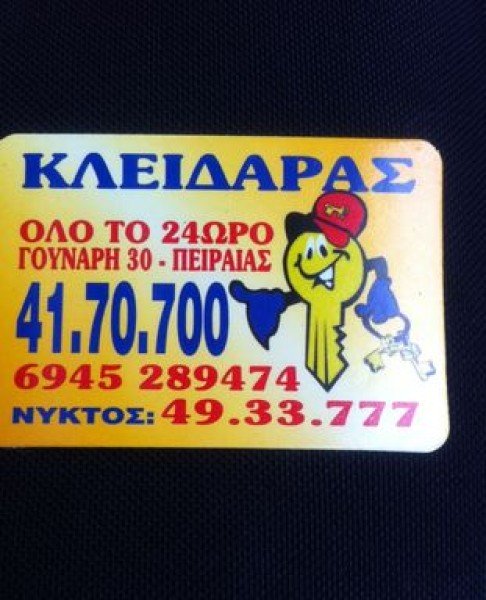 ΚΛΕΙΔΑΡΑΣ
ΟΛΟ ΤΟ 24ΩΡΟ
ΓΟΥΝΑΡΗ 30 - ΠΕΙΡΑΙΑΣ
41.70.700
6945 289474
ΝΥΚΤΟΣ: 49.33.777